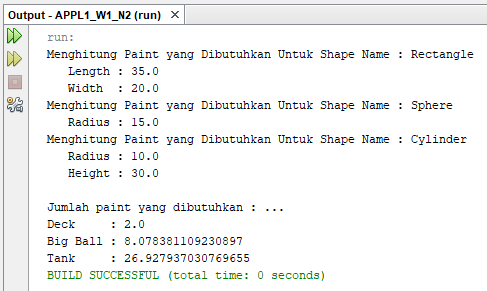 Output - APPL1_W1_N2 (run)
run:
Menghitung Paint yang Dibutuhkan Untuk Shape Name : Rectangle
   Length : 35.0
   Width  : 20.0
Menghitung Paint yang Dibutuhkan Untuk Shape Name : Sphere
   Radius : 15.0
Menghitung Paint yang Dibutuhkan Untuk Shape Name : Cylinder
   Radius : 10.0
   Height : 30.0
Jumlah paint yang dibutuhkan : ...
Deck     : 2.0
Big Ball : 8.078381109230897
Tank     : 26.927937030769655
BUILD SUCCESSFUL (total time: 0 seconds)